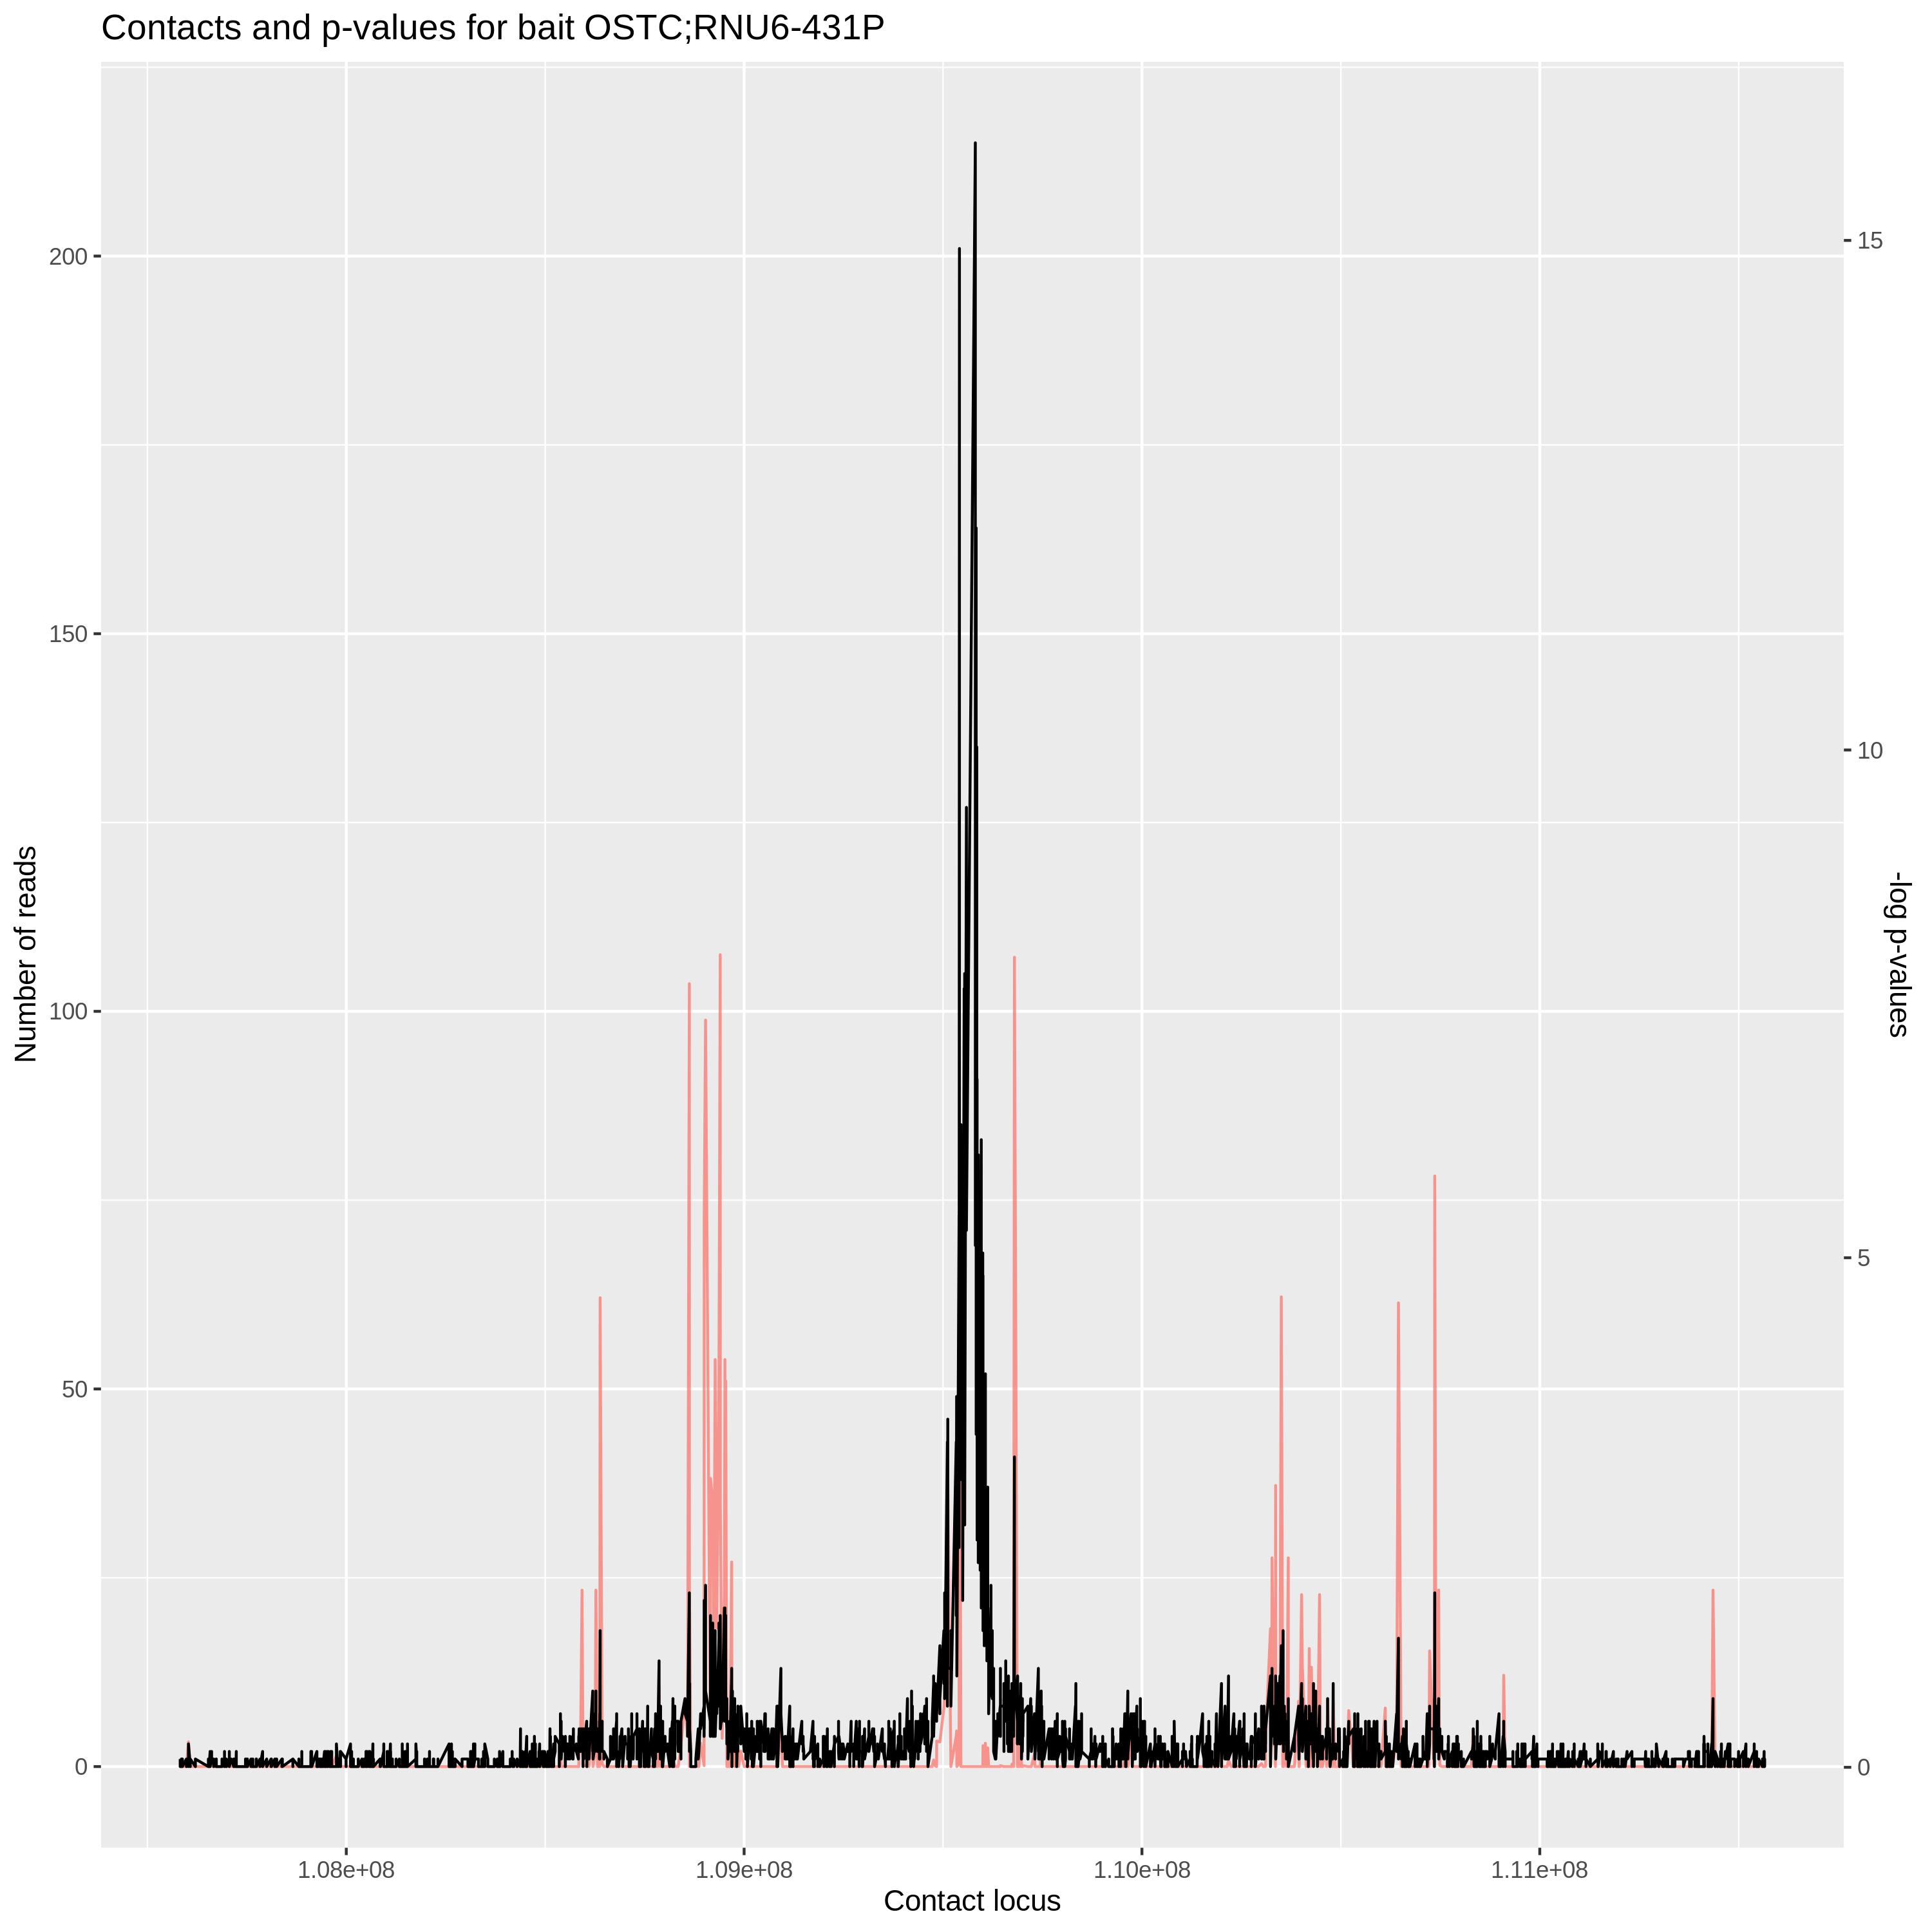 Contacts and p-values for bait OSTC;RNU6-431P
200
150
100
50
0
Number of reads
15
10
5
0
-log p-values
1.08e+08 1.09e+08 1.10e+08 1.11e+08
Contact locus